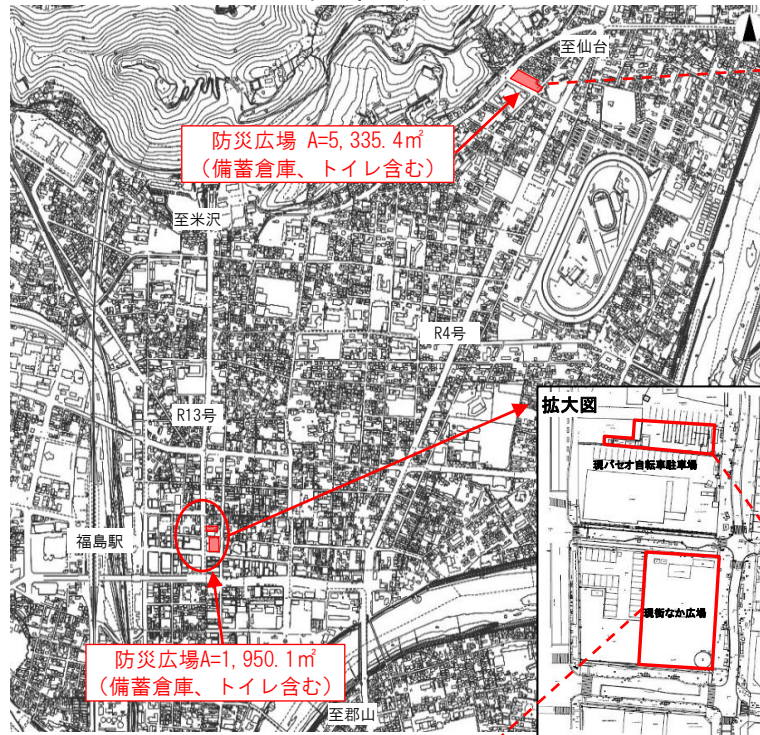 至仙台
防災広場 A=5,335.4㎡
（備蓄倉庫、トイレ含む）
至米沢
R4号
拡大図
R13号
現パセオ自転車駐車場
福島駅
現街なか広場
防災広場A=1,950.1㎡
（備蓄倉庫、トイレ含む）
至郡山